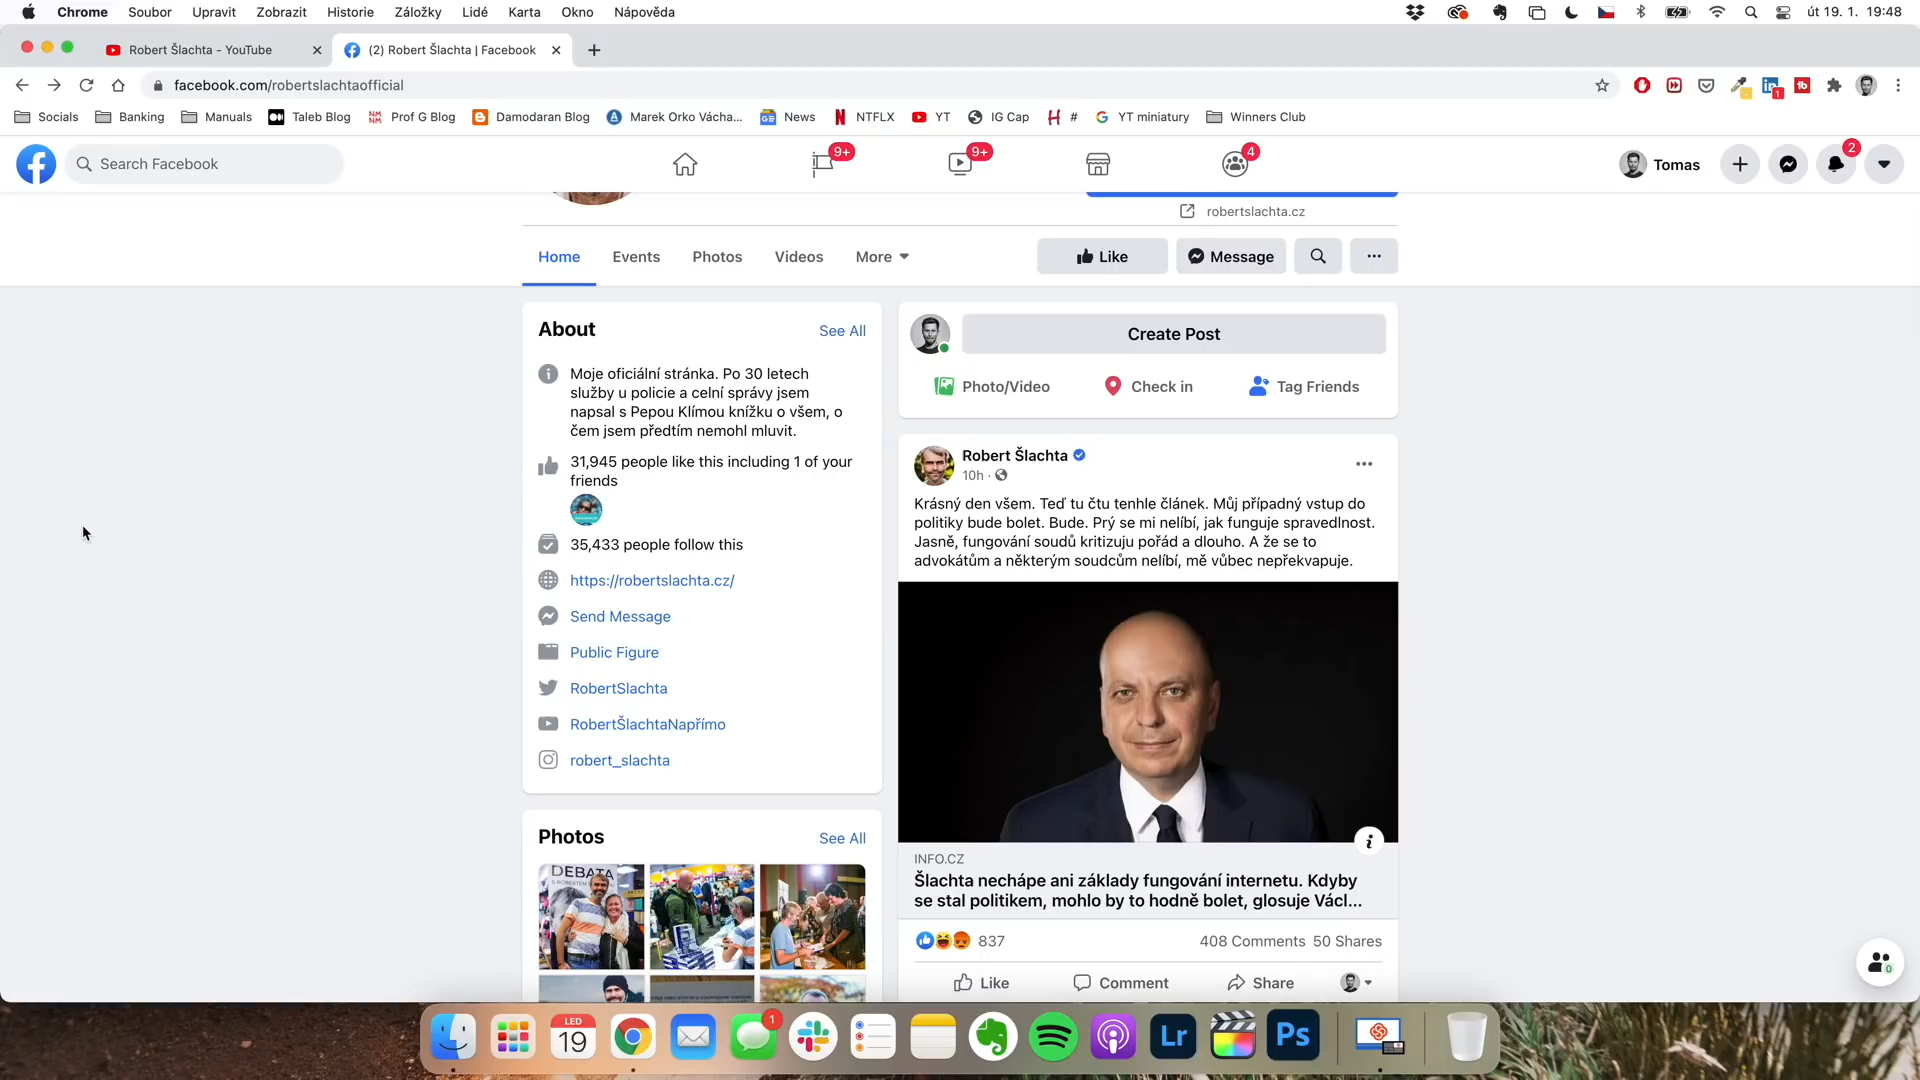 Chrome Soubor Upravit Zobrazit Historie Záložky Lidé Karta Okno Nápověda út 19. 1. 19:48
Robert Šlachta - YouTube (2) Robert Šlachta | Facebook
facebook.com/robertslachtaofficial
Socials Banking Manuals Taleb Blog Prof G Blog Damodaran Blog Marek Orko Vácha... News NTFLX YT IG Cap # YT miniatury Winners Club
Search Facebook 9+ 9+ 4 Tomas 2
robertslachta.cz
Home Events Photos Videos More Like Message
About See All
Moje oficiální stránka. Po 30 letech
služby u policie a celní správy jsem
napsal s Pepou Klímou knížku o všem, o
čem jsem předtím nemohl mluvit.
31,945 people like this including 1 of your
friends
35,433 people follow this
https://robertslachta.cz/
Send Message
Public Figure
RobertSlachta
RobertŠlachtaNapřímo
robert_slachta
Photos See All
DEBATA
Create Post
Photo/Video Check in Tag Friends
Robert Šlachta
10h ·
Krásný den všem. Teď tu čtu tenhle článek. Můj případný vstup do
politiky bude bolet. Bude. Prý se mi nelíbí, jak funguje spravedlnost.
Jasně, fungování soudů kritizuju pořád a dlouho. A že se to
advokátům a některým soudcům nelíbí, mě vůbec nepřekvapuje.
INFO.CZ
Šlachta nechápe ani základy fungování internetu. Kdyby
se stal politikem, mohlo by to hodně bolet, glosuje Václ...
837 408 Comments 50 Shares
Like Comment Share
0
LED
19
1
Lr
Ps